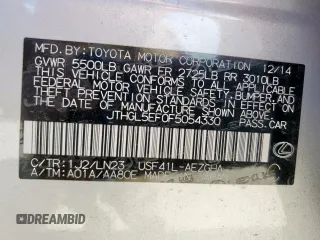 MFD. BY: TOYOTA MOTOR CORPORATION 12/14
GVWR 5500LB GAWR FR 2725LB RR 3010LB
THIS VEHICLE CONFORMS TO ALL APPLICABLE
FEDERAL MOTOR VEHICLE SAFETY, BUMPER, AND
THEFT PREVENTION STANDARDS IN EFFECT ON THE
DATE OF MANUFACTURE SHOWN ABOVE.
JTHGL5EF0F5054330 PASS. CAR
C/TR: 1J2/LN23 USF41L-AEZGHA
A/TM: A01A/AA80E MADE
DRIVENAUTOBID